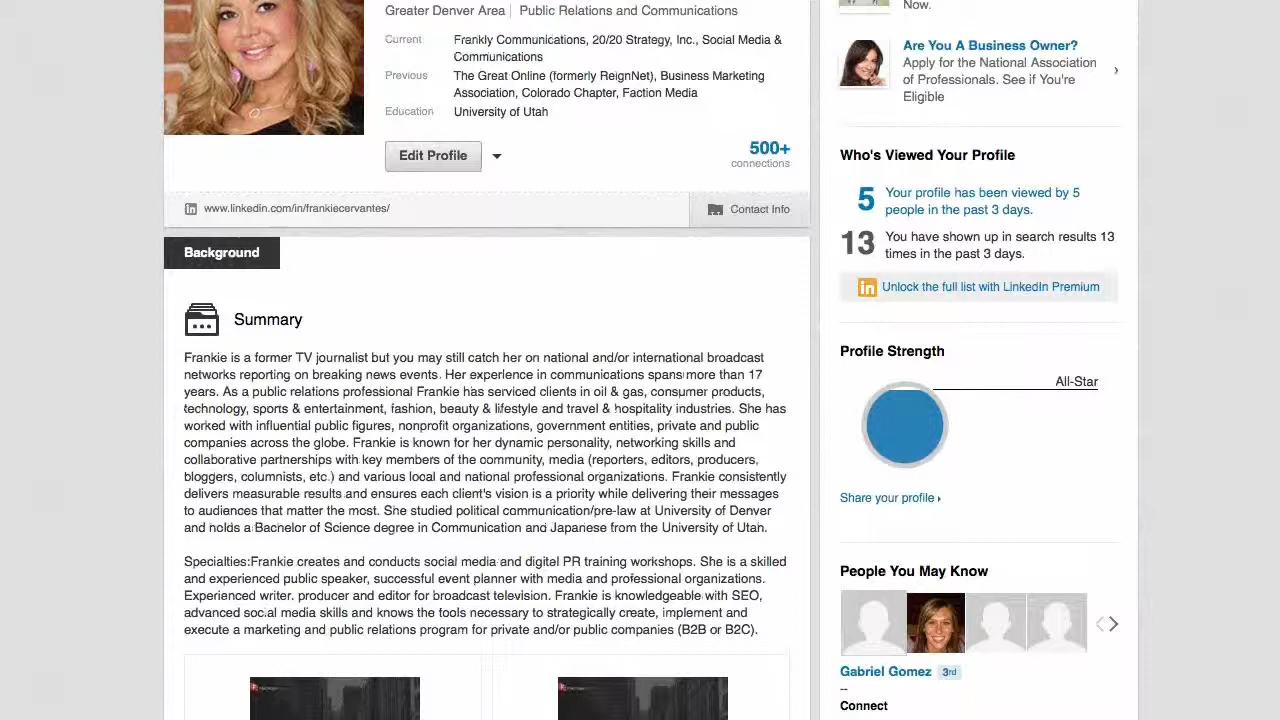 Greater Denver Area | Public Relations and Communications
Current Frankly Communications, 20/20 Strategy, Inc., Social Media &
Communications
Previous The Great Online (formerly ReignNet), Business Marketing
Association, Colorado Chapter, Faction Media
Education University of Utah
Edit Profile
500+
connections
www.linkedin.com/in/frankiecervantes/
Contact Info
Background
Summary
Frankie is a former TV journalist but you may still catch her on national and/or international broadcast
networks reporting on breaking news events. Her experience in communications spans more than 17
years. As a public relations professional Frankie has serviced clients in oil & gas, consumer products,
technology, sports & entertainment, fashion, beauty & lifestyle and travel & hospitality industries. She has
worked with influential public figures, nonprofit organizations, government entities, private and public
companies across the globe. Frankie is known for her dynamic personality, networking skills and
collaborative partnerships with key members of the community, media (reporters, editors, producers,
bloggers, columnists, etc.) and various local and national professional organizations. Frankie consistently
delivers measurable results and ensures each client's vision is a priority while delivering their messages
to audiences that matter the most. She studied political communication/pre-law at University of Denver
and holds a Bachelor of Science degree in Communication and Japanese from the University of Utah.
Specialties:Frankie creates and conducts social media and digital PR training workshops. She is a skilled
and experienced public speaker, successful event planner with media and professional organizations.
Experienced writer. producer and editor for broadcast television. Frankie is knowledgeable with SEO,
advanced social media skills and knows the tools necessary to strategically create, implement and
execute a marketing and public relations program for private and/or public companies (B2B or B2C).
Now.
Are You A Business Owner?
Apply for the National Association
of Professionals. See if You're
Eligible
Who's Viewed Your Profile
5 Your profile has been viewed by 5
people in the past 3 days.
13 You have shown up in search results 13
times in the past 3 days.
in Unlock the full list with LinkedIn Premium
Profile Strength
All-Star
Share your profile
People You May Know
Gabriel Gomez 3rd
--
Connect